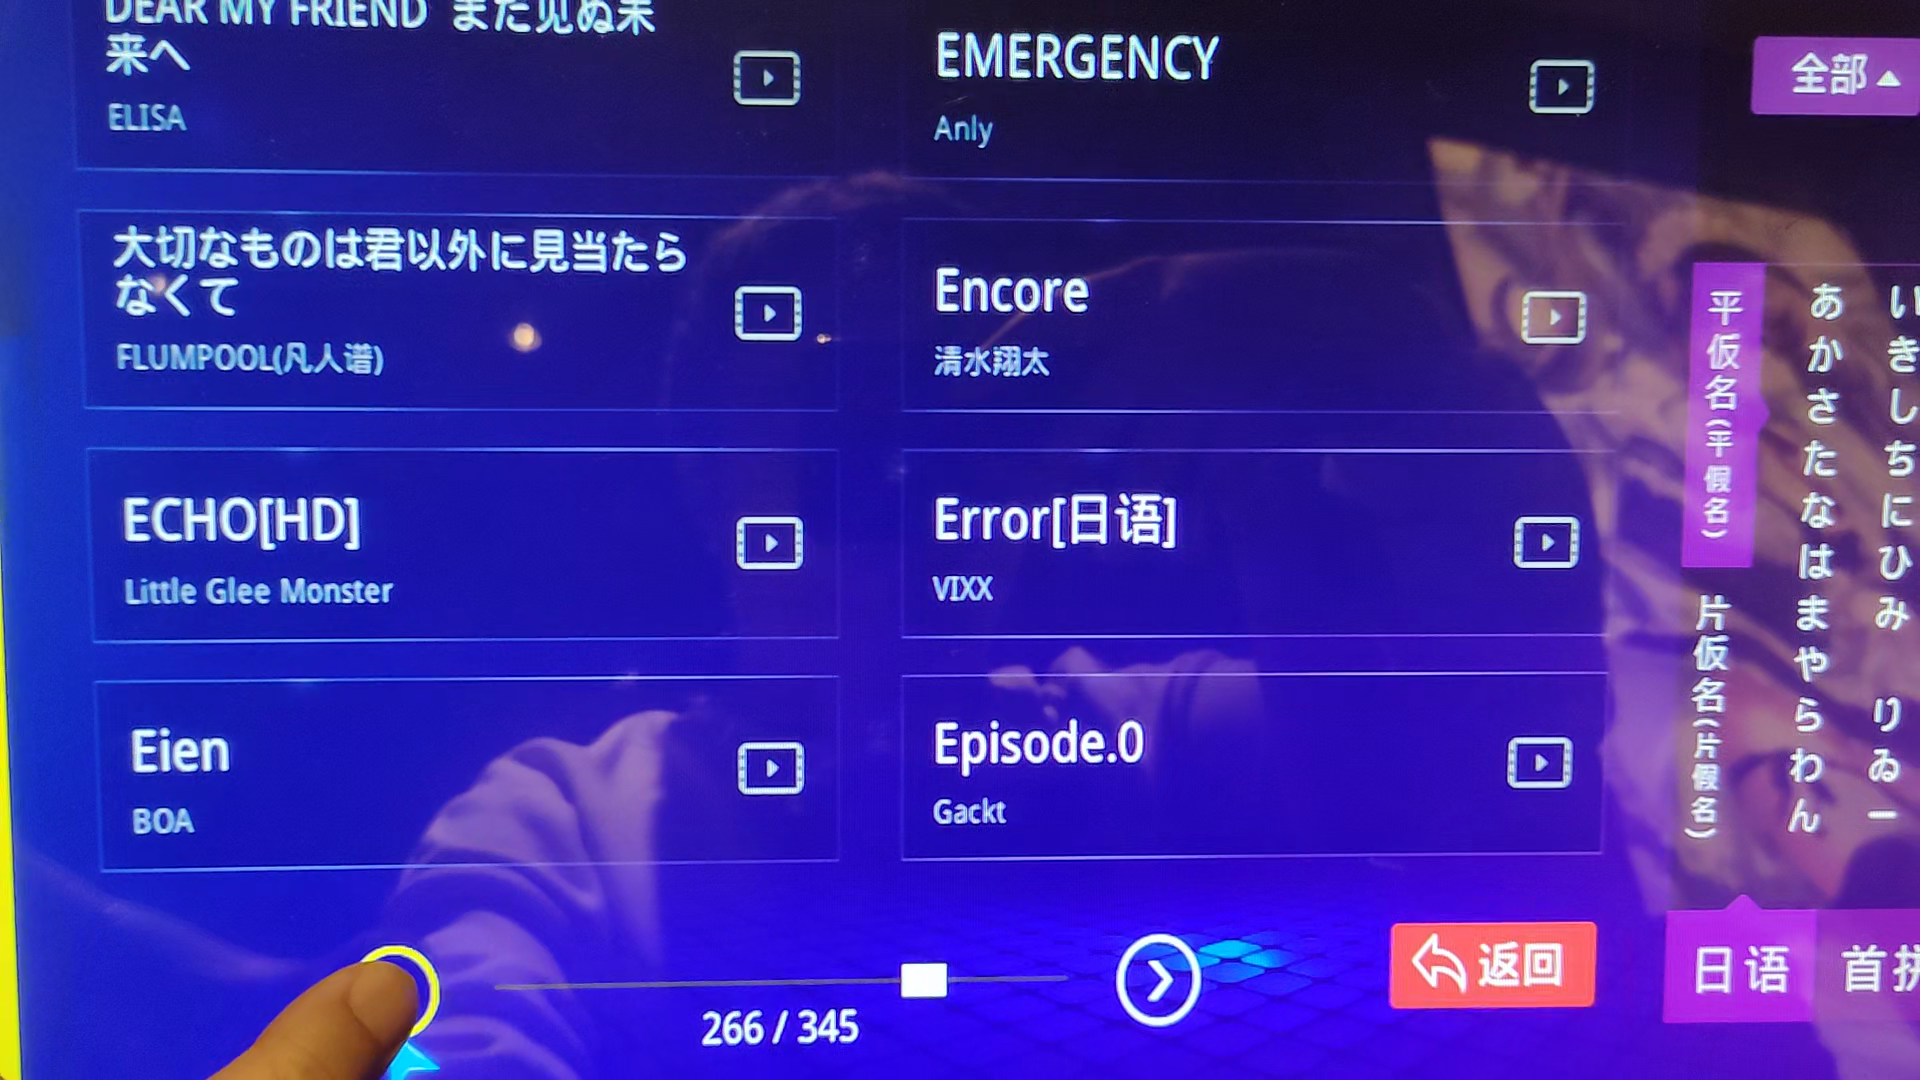 DEAR MY FRIEND まだ见ぬ未
来へ
ELISA
EMERGENCY
Anly
全部
大切なものは君以外に見当たら
なくて
FLUMPOOL(凡人谱)
Encore
清水翔太
ECHO[HD]
Little Glee Monster
Error[日语]
VIXX
Eien
BOA
Episode.0
Gackt
平仮名(平假名)
片仮名(片假名)
あかさたなはまやらわん
いきしちにひみ りゐー
266 / 345
返回
日语
首拼